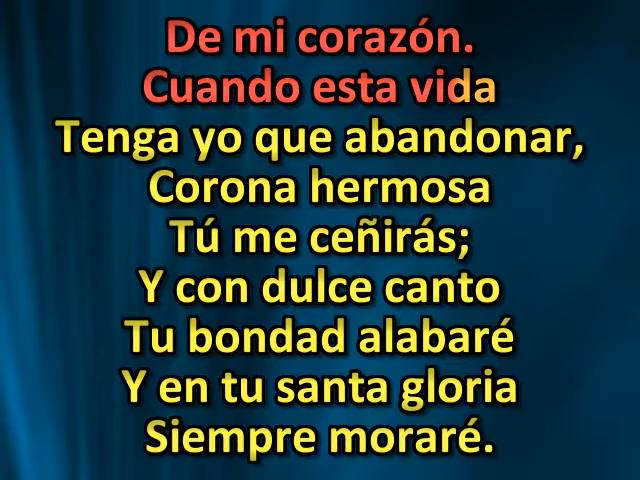 De mi corazón.
Cuando esta vida
Tenga yo que abandonar,
Corona hermosa
Tú me ceñirás;
Y con dulce canto
Tu bondad alabaré
Y en tu santa gloria
Siempre moraré.